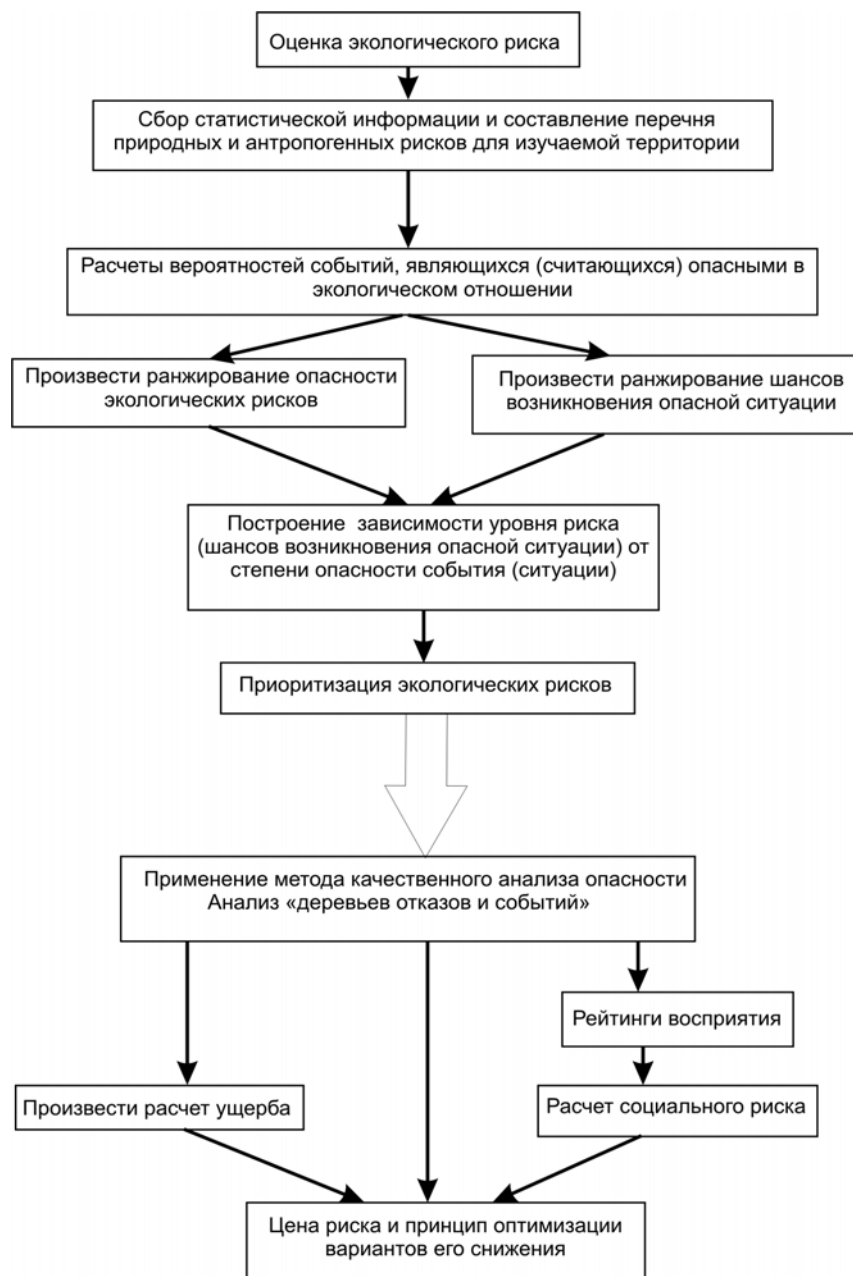 Оценка экологического риска
Сбор статистической информации и составление перечня
природных и антропогенных рисков для изучаемой территории
Расчеты вероятностей событий, являющихся (считающихся) опасными в
экологическом отношении
Произвести ранжирование опасности
экологических рисков
Произвести ранжирование шансов
возникновения опасной ситуации
Построение зависимости уровня риска
(шансов возникновения опасной ситуации) от
степени опасности события (ситуации)
Приоритизация экологических рисков
Применение метода качественного анализа опасности
Анализ «деревьев отказов и событий»
Рейтинги восприятия
Произвести расчет ущерба
Расчет социального риска
Цена риска и принцип оптимизации
вариантов его снижения